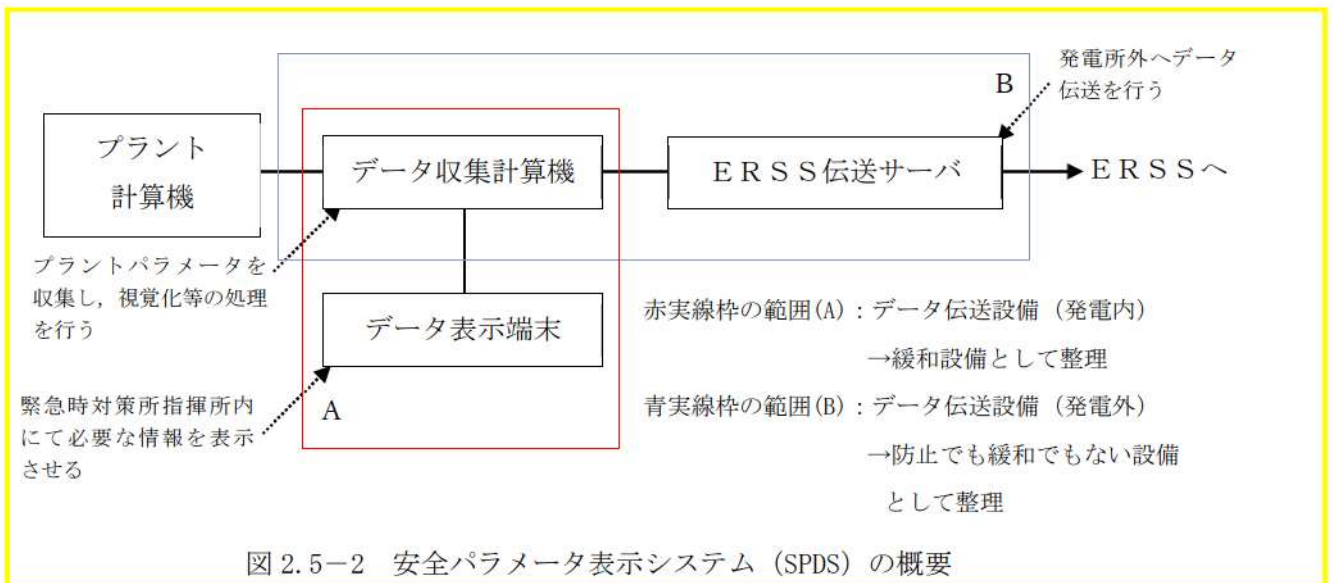 発電所外へデータ
伝送を行う
B
プラント
計算機
データ収集計算機
ERSS伝送サーバ
ERSSへ
プラントパラメータを
収集し，視覚化等の処理
を行う
データ表示端末
緊急時対策所指揮所内
にて必要な情報を表示
させる
A
赤実線枠の範囲(A)：データ伝送設備（発電内）
→緩和設備として整理
青実線枠の範囲(B)：データ伝送設備（発電外）
→防止でも緩和でもない設備
として整理
図 2.5－2 安全パラメータ表示システム（SPDS）の概要